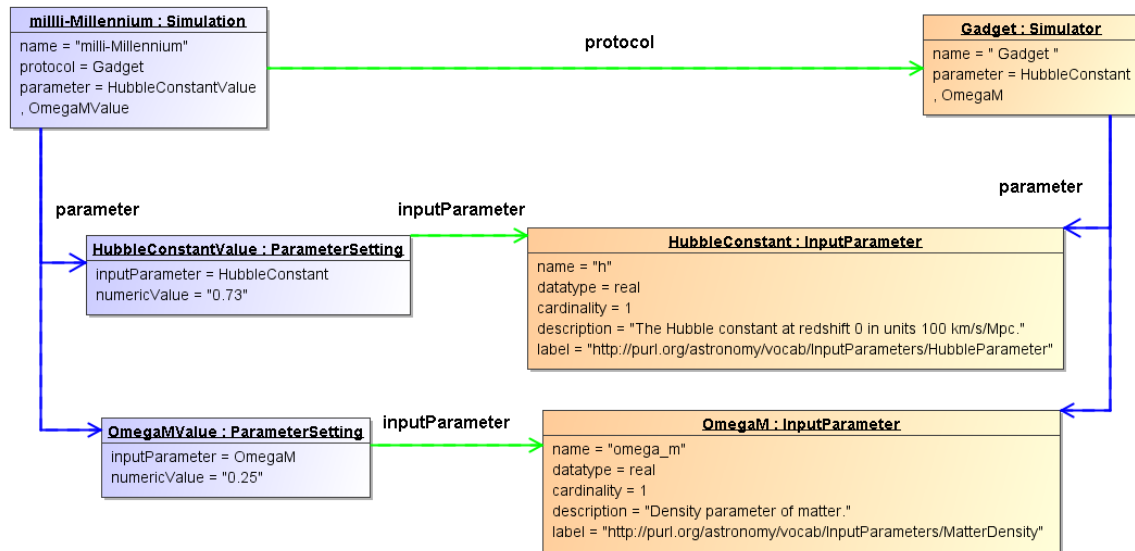 millli-Millennium : Simulation
name = "milli-Millennium"
protocol = Gadget
parameter = HubbleConstantValue
, OmegaMValue
protocol
Gadget : Simulator
name = " Gadget "
parameter = HubbleConstant
, OmegaM
parameter
inputParameter
parameter
HubbleConstantValue : ParameterSetting
inputParameter = HubbleConstant
numericValue = "0.73"
HubbleConstant : InputParameter
name = "h"
datatype = real
cardinality = 1
description = "The Hubble constant at redshift 0 in units 100 km/s/Mpc."
label = "http://purl.org/astronomy/vocab/InputParameters/HubbleParameter"
OmegaMValue : ParameterSetting
inputParameter = OmegaM
numericValue = "0.25"
inputParameter
OmegaM : InputParameter
name = "omega_m"
datatype = real
cardinality = 1
description = "Density parameter of matter."
label = "http://purl.org/astronomy/vocab/InputParameters/MatterDensity"